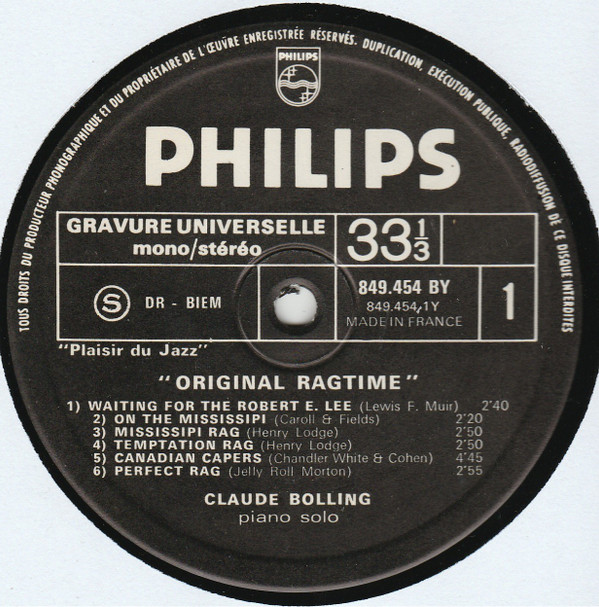 TOUS DROITS DU PRODUCTEUR PHONOGRAPHIQUE ET DU PROPRIÉTAIRE DE L'ŒUVRE ENREGISTRÉE RÉSERVÉS. DUPLICATION, EXÉCUTION PUBLIQUE, RADIODIFFUSION DE CE DISQUE INTERDITES
PHILIPS
PHILIPS
GRAVURE UNIVERSELLE
mono/stéréo
33 1/3
S DR - BIEM
849.454 BY
849.454,1Y
MADE IN FRANCE
1
"Plaisir du Jazz"
"ORIGINAL RAGTIME"
1) WAITING FOR THE ROBERT E. LEE (Lewis F. Muir) 2'40
2) ON THE MISSISSIPI (Caroll & Fields) 2'20
3) MISSISSIPI RAG (Henry Lodge) 2'50
4) TEMPTATION RAG (Henry Lodge) 2'50
5) CANADIAN CAPERS (Chandler White & Cohen) 4'45
6) PERFECT RAG (Jelly Roll Morton) 2'55
CLAUDE BOLLING
piano solo